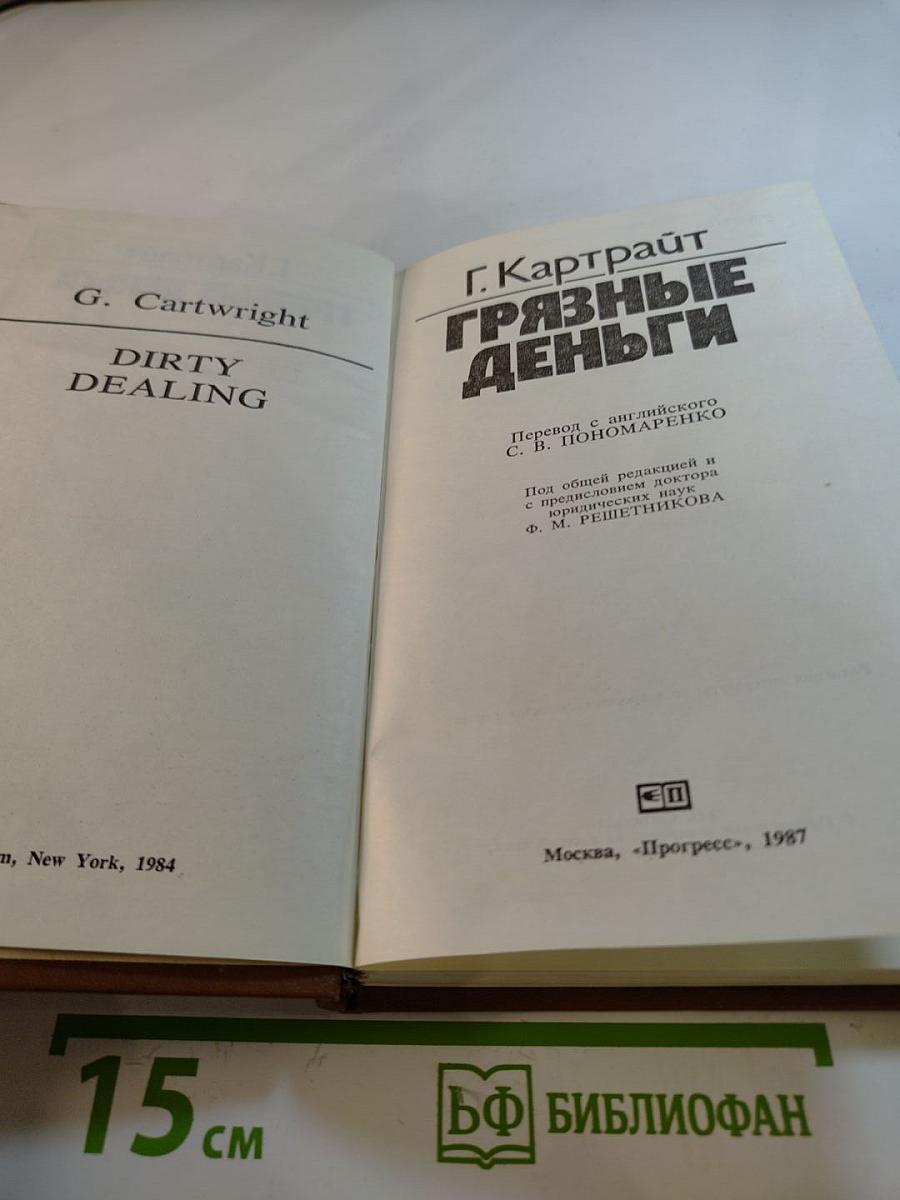 G. Cartwright
DIRTY
DEALING
New York, 1984
Г. Картрайт
ГРЯЗНЫЕ
ДЕНЬГИ
Перевод с английского
С. В. ПОНОМАРЕНКО
Под общей редакцией и
с предисловием доктора
юридических наук
Ф. М. РЕШЕТНИКОВА
П
Москва, «Прогресс», 1987
15 см
БФ БИБЛИОФАН